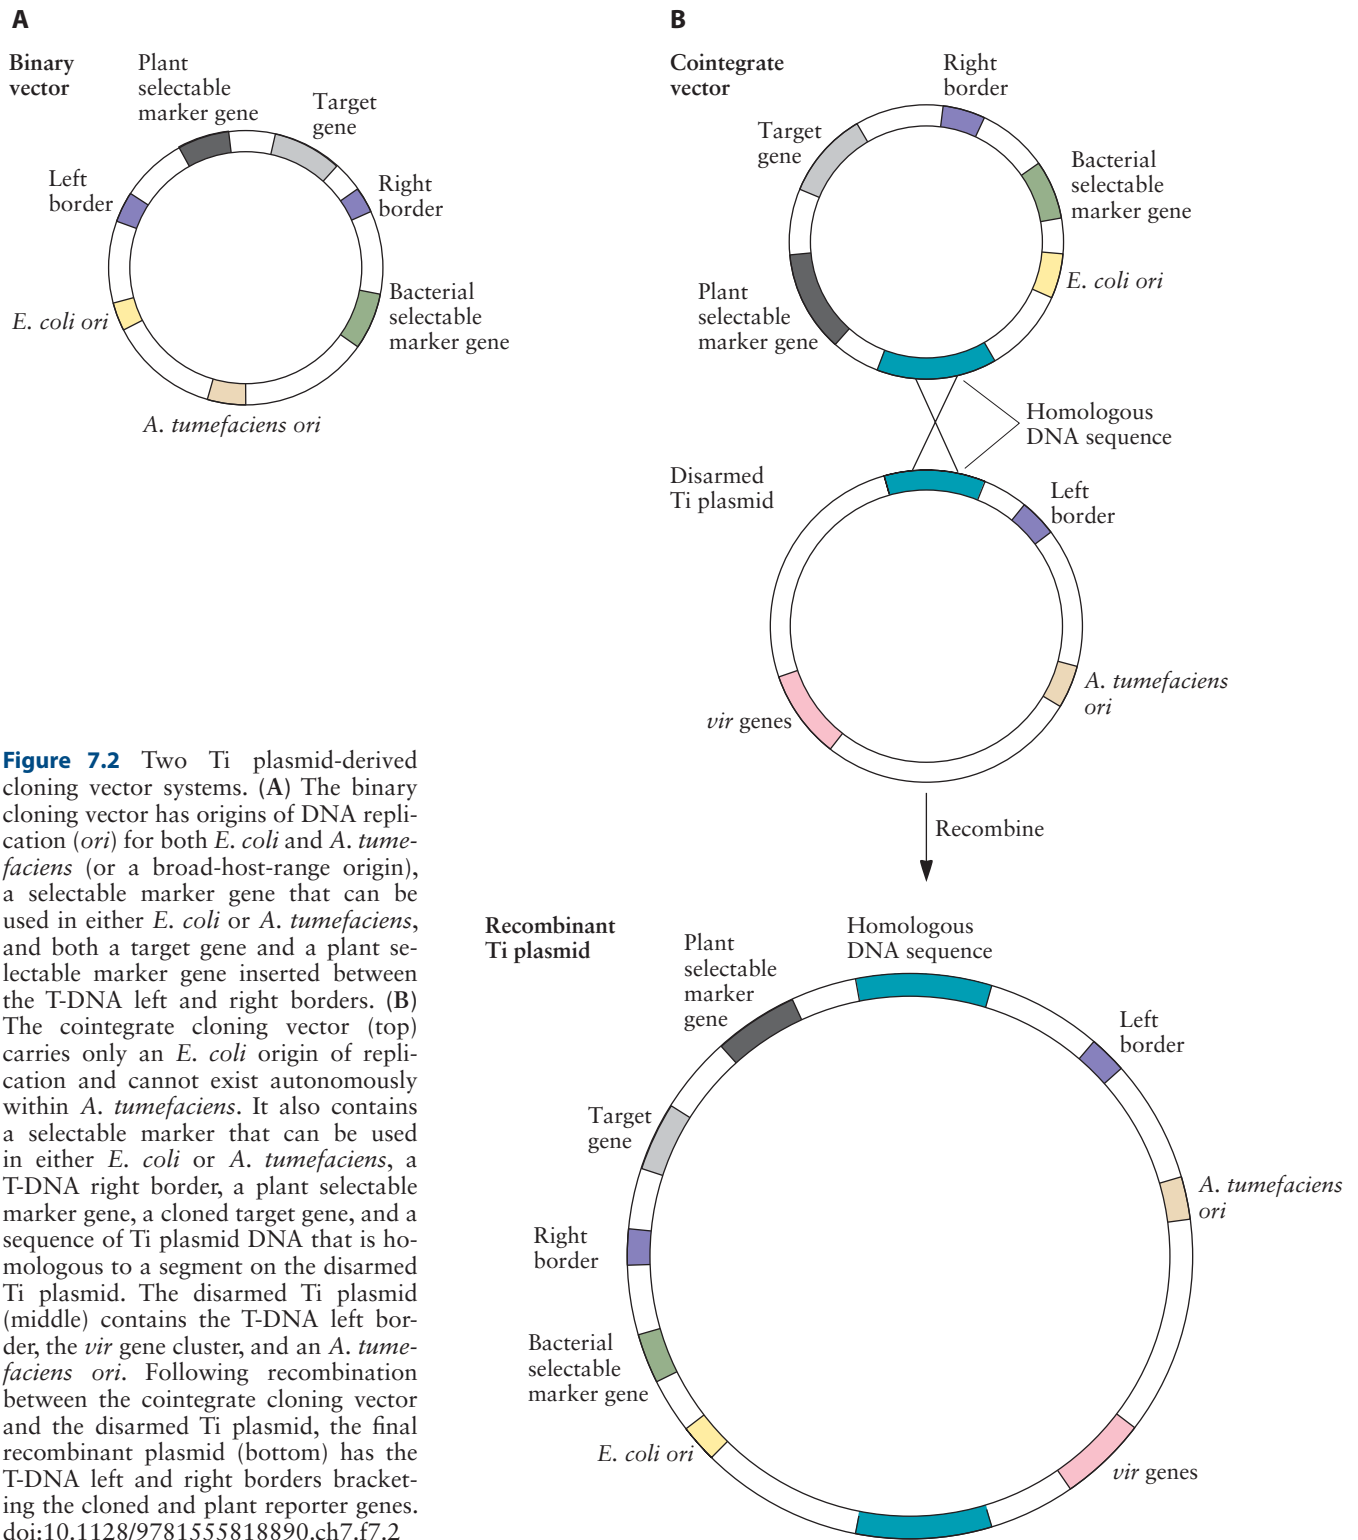 A
Binary
vector
Plant
selectable
marker gene
Target
gene
Left
border
Right
border
E. coli ori
Bacterial
selectable
marker gene
A. tumefaciens ori
B
Cointegrate
vector
Right
border
Target
gene
Bacterial
selectable
marker gene
E. coli ori
Plant
selectable
marker gene
Homologous
DNA sequence
Disarmed
Ti plasmid
Left
border
A. tumefaciens
ori
vir genes
Recombine
Recombinant
Ti plasmid
Plant
selectable
marker
gene
Homologous
DNA sequence
Left
border
Target
gene
A. tumefaciens
ori
Right
border
Bacterial
selectable
marker gene
E. coli ori
vir genes
Figure 7.2 Two Ti plasmid-derived
cloning vector systems. (A) The binary
cloning vector has origins of DNA repli-
cation (ori) for both E. coli and A. tume-
faciens (or a broad-host-range origin),
a selectable marker gene that can be
used in either E. coli or A. tumefaciens,
and both a target gene and a plant se-
lectable marker gene inserted between
the T-DNA left and right borders. (B)
The cointegrate cloning vector (top)
carries only an E. coli origin of repli-
cation and cannot exist autonomously
within A. tumefaciens. It also contains
a selectable marker that can be used
in either E. coli or A. tumefaciens, a
T-DNA right border, a plant selectable
marker gene, a cloned target gene, and a
sequence of Ti plasmid DNA that is ho-
mologous to a segment on the disarmed
Ti plasmid. The disarmed Ti plasmid
(middle) contains the T-DNA left bor-
der, the vir gene cluster, and an A. tume-
faciens ori. Following recombination
between the cointegrate cloning vector
and the disarmed Ti plasmid, the final
recombinant plasmid (bottom) has the
T-DNA left and right borders bracket-
ing the cloned and plant reporter genes.
doi:10.1128/9781555818890.ch7.f7.2